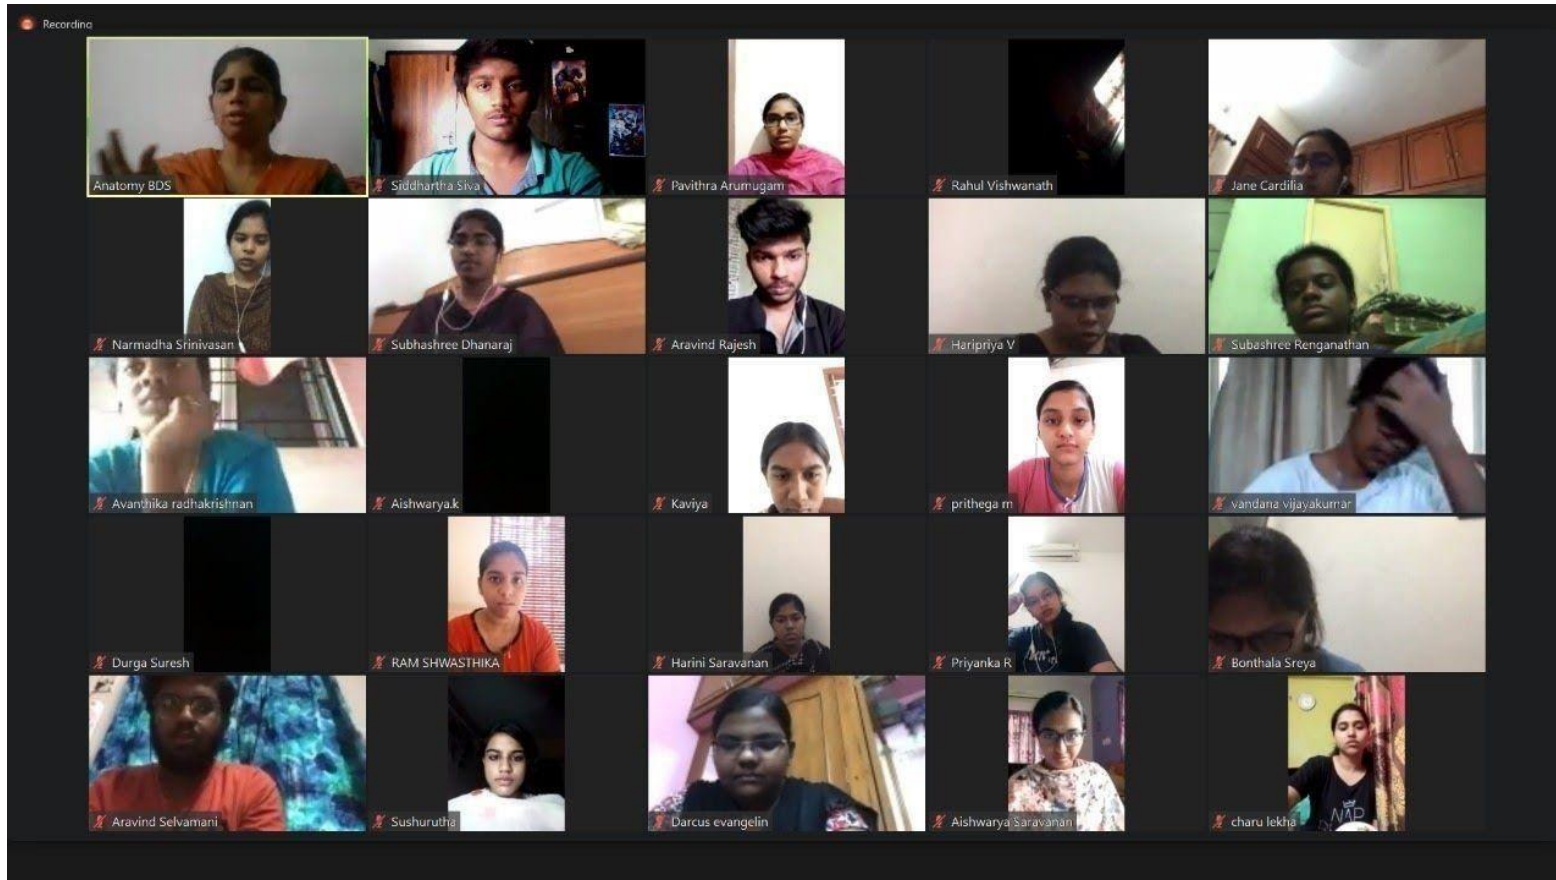 Recording
Anatomy BDS
Siddhartha Siva
Pavithra Arumugam
Rahul Vishwanath
Jane Cardilia
Narmadha Srinivasan
Subhashree Dhanaraj
Aravind Rajesh
Haripriya V
Subashree Renganathan
Avanthika radhakrishnan
Aishwarya.k
Kaviya
prithega m
vandana vijayakumar
Durga Suresh
RAM SHWASTHIKA
Harini Saravanan
Priyanka R
Bonthala Sreya
Aravind Selvamani
Sushurutha
Darcus evangelin
Aishwarya Saravanan
charu lekha
NAP